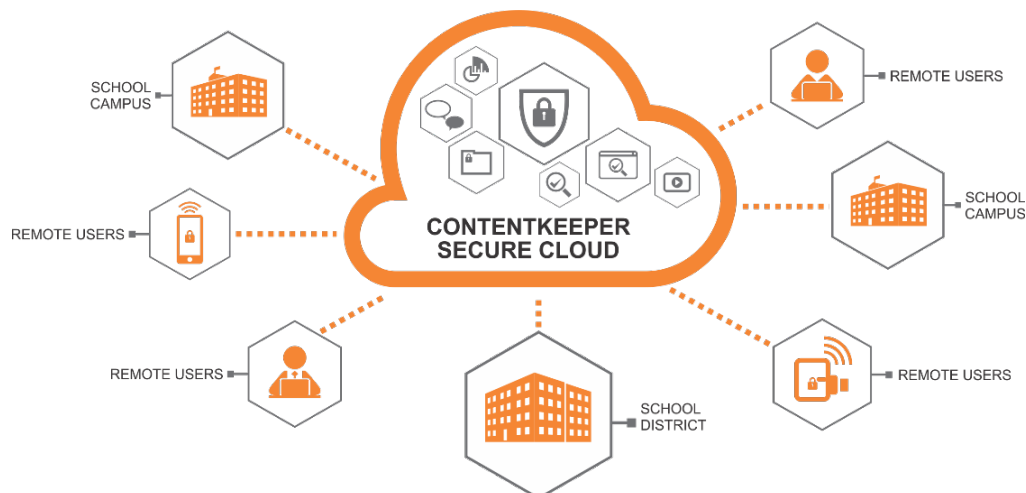 SCHOOL
CAMPUS
REMOTE USERS
REMOTE USERS
CONTENTKEEPER
SECURE CLOUD
REMOTE USERS
SCHOOL
CAMPUS
REMOTE USERS
SCHOOL
DISTRICT